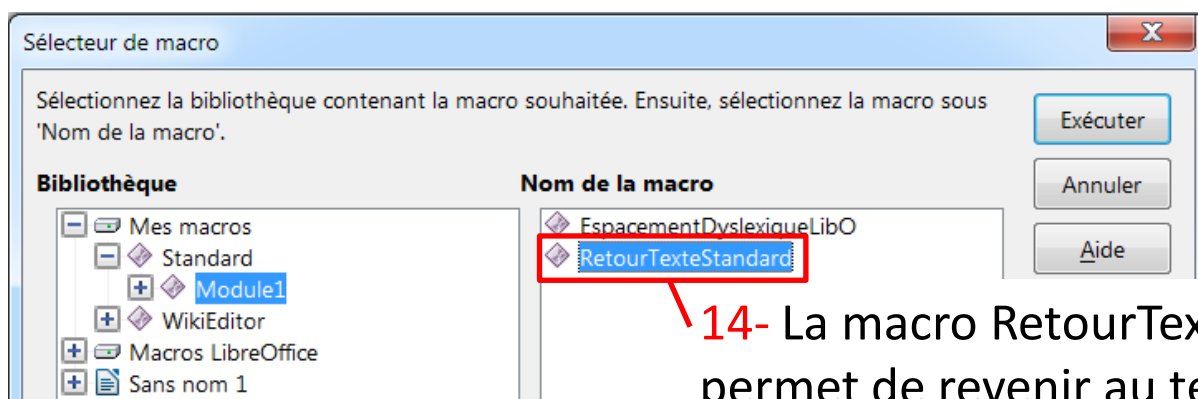 Sélecteur de macro
Sélectionnez la bibliothèque contenant la macro souhaitée. Ensuite, sélectionnez la macro sous
'Nom de la macro'.
Exécuter
Annuler
Aide
Bibliothèque
Mes macros
Standard
Module1
WikiEditor
Macros LibreOffice
Sans nom 1
Nom de la macro
EspacementDyslexiqueLibO
RetourTexteStandard
14- La macro RetourTex
permet de revenir au te